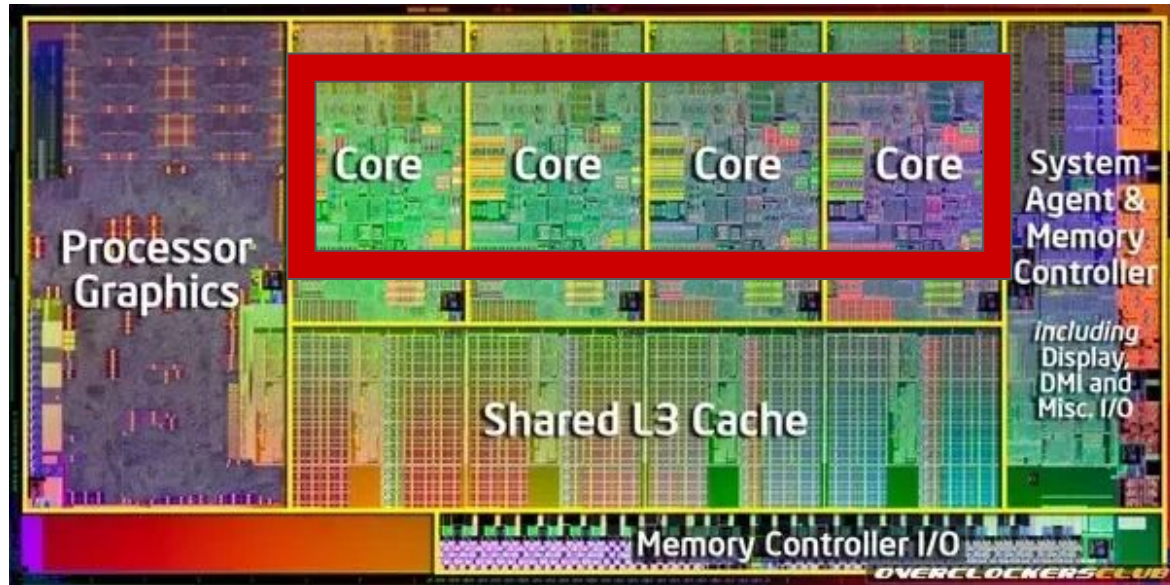 Core
Core
Core
Core
Processor
Graphics
System
Agent &
Memory
Controller
including
Display,
DMI and
Misc. I/O
Shared L3 Cache
Memory Controller I/O
OVERCLOCKERSCLUB